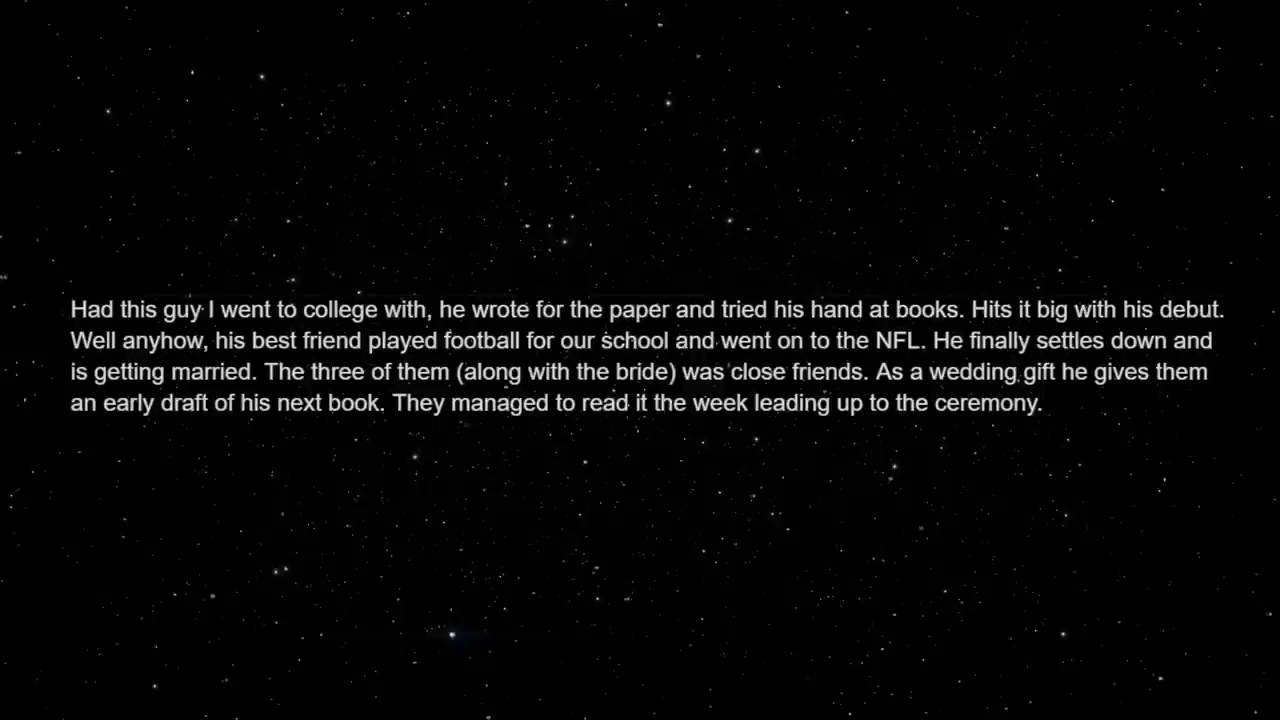 Had this guy I went to college with, he wrote for the paper and tried his hand at books. Hits it big with his debut.
Well anyhow, his best friend played football for our school and went on to the NFL. He finally settles down and
is getting married. The three of them (along with the bride) was close friends. As a wedding gift he gives them
an early draft of his next book. They managed to read it the week leading up to the ceremony.